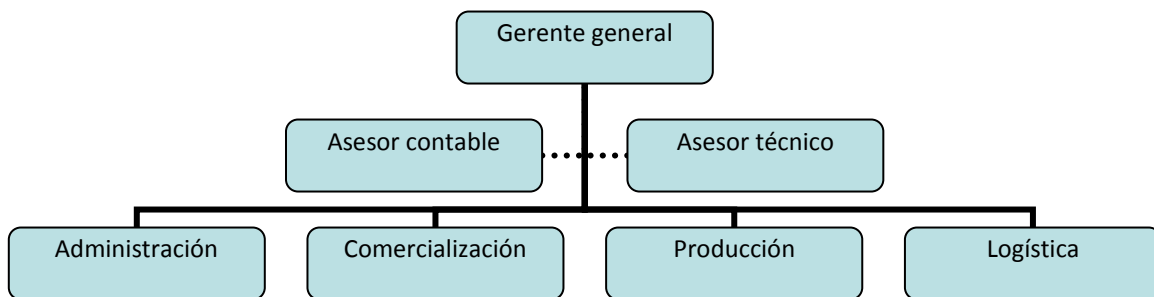 Gerente general
Asesor contable
Asesor técnico
Administración
Comercialización
Producción
Logística